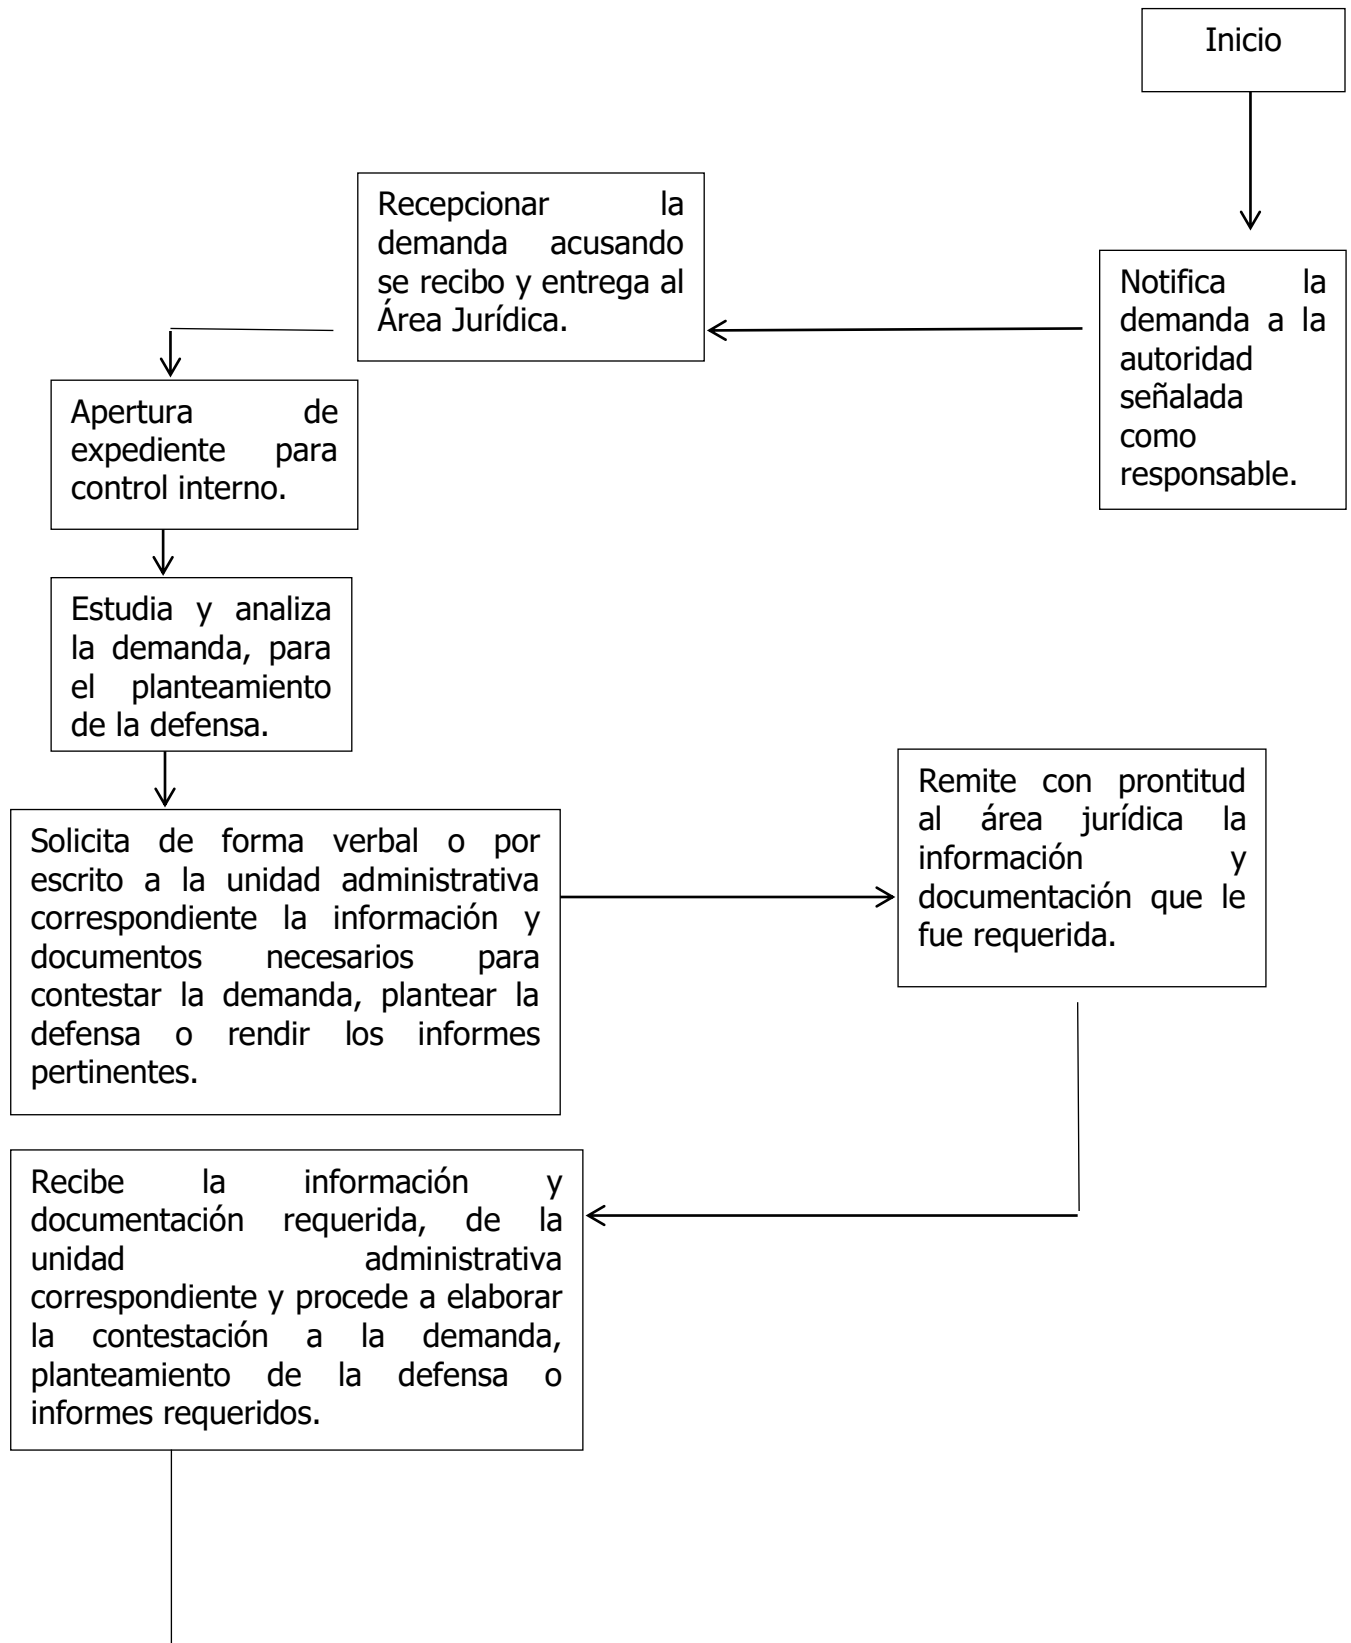 Inicio
Notifica la
demanda a la
autoridad
señalada
como
responsable.
Recepcionar la
demanda acusando
se recibo y entrega al
Área Jurídica.
Apertura de
expediente para
control interno.
Estudia y analiza
la demanda, para
el planteamiento
de la defensa.
Solicita de forma verbal o por
escrito a la unidad administrativa
correspondiente la información y
documentos necesarios para
contestar la demanda, plantear la
defensa o rendir los informes
pertinentes.
Remite con prontitud
al área jurídica la
información y
documentación que le
fue requerida.
Recibe la información y
documentación requerida, de la
unidad administrativa
correspondiente y procede a elaborar
la contestación a la demanda,
planteamiento de la defensa o
informes requeridos.